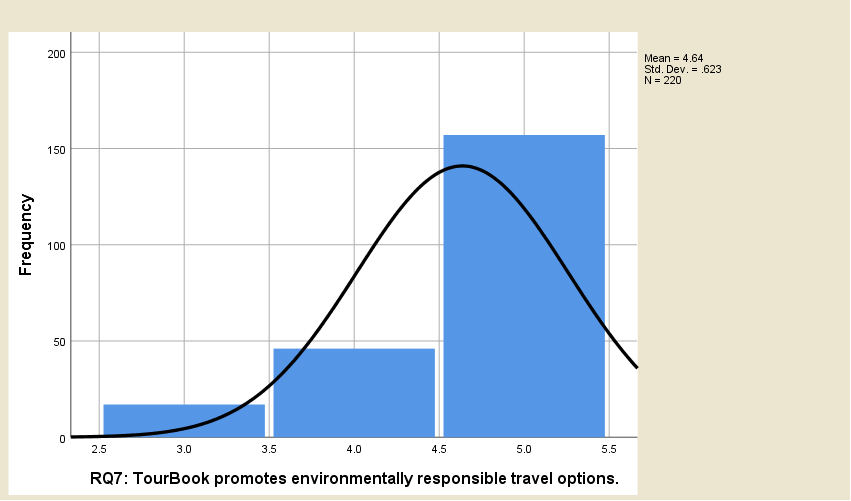 200
Mean = 4.64
Std. Dev. = .623
N = 220
150
Frequency
100
50
0
2.5 3.0 3.5 4.0 4.5 5.0 5.5
RQ7: TourBook promotes environmentally responsible travel options.